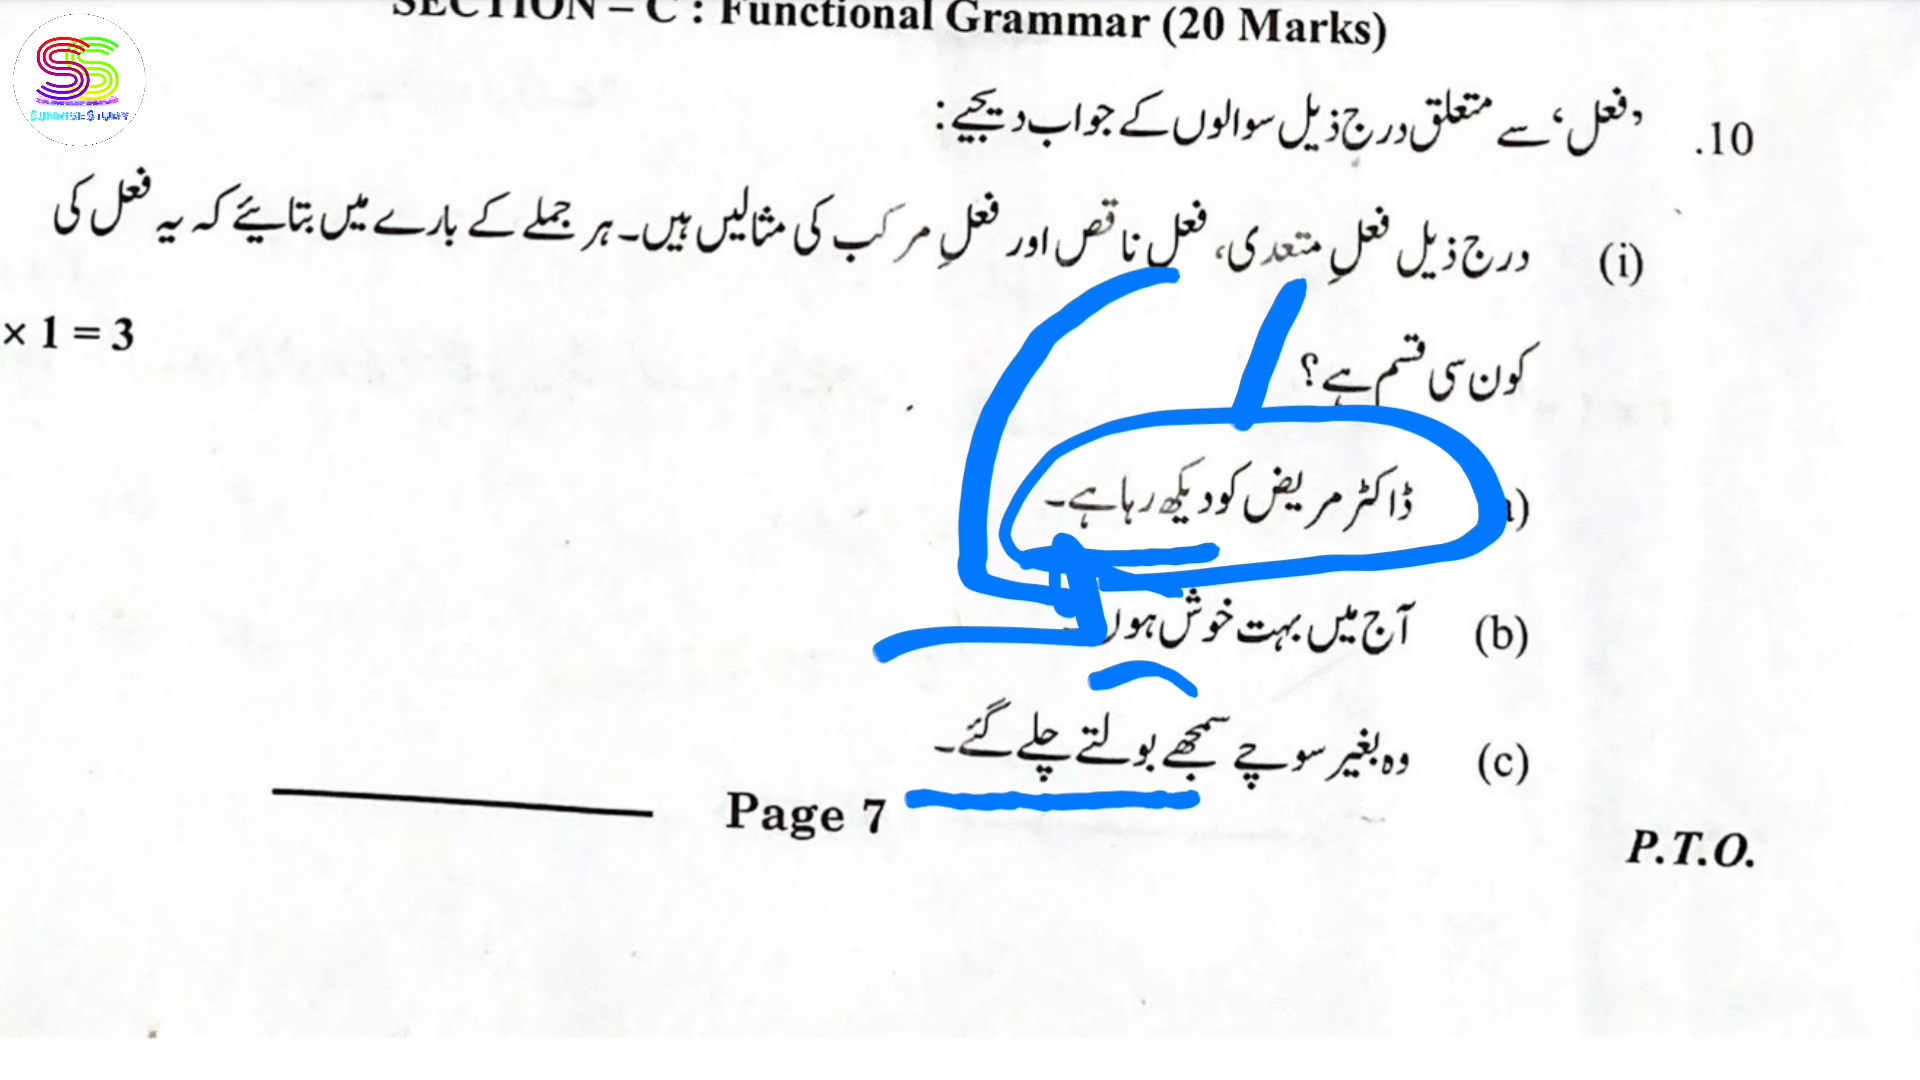 SUNRISESTUDY
SECTION – C : Functional Grammar (20 Marks)
10. ’فعل‘ سے متعلق درج ذیل سوالوں کے جواب دیجیے :
(i) درج ذیل فعلِ متعدی، فعلِ ناقص اور فعلِ مرکب کی مثالیں ہیں۔ ہر جملے کے بارے میں بتایئے کہ یہ فعل کی
کون سی قسم ہے؟
× 1 = 3
ڈاکٹر مریض کو دیکھ رہا ہے۔
(b) آج میں بہت خوش ہوں
(c) وہ بغیر سوچے سمجھے بولتے چلے گئے۔
Page 7
P.T.O.